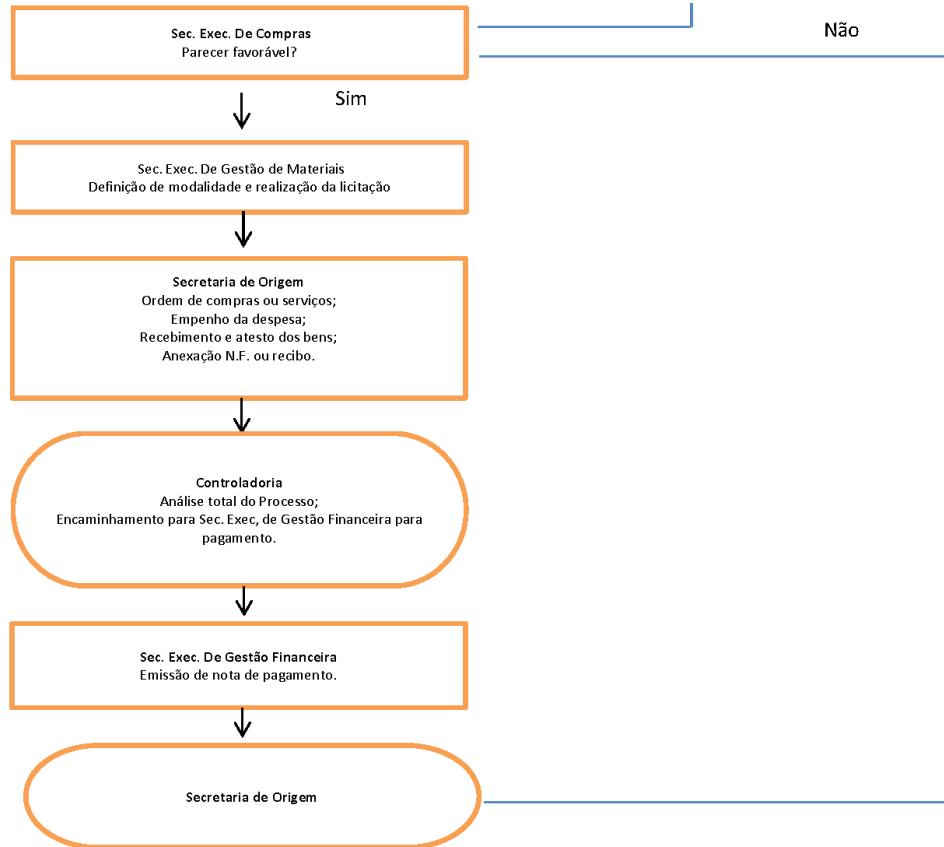 Sec. Exec. De Compras
Parecer favorável?
Não
Sim
Sec. Exec. De Gestão de Materiais
Definição de modalidade e realização da licitação
Secretaria de Origem
Ordem de compras ou serviços;
Empenho da despesa;
Recebimento e atesto dos bens;
Anexação N.F. ou recibo.
Controladoria
Análise total do Processo;
Encaminhamento para Sec. Exec, de Gestão Financeira para
pagamento.
Sec. Exec. De Gestão Financeira
Emissão de nota de pagamento.
Secretaria de Origem